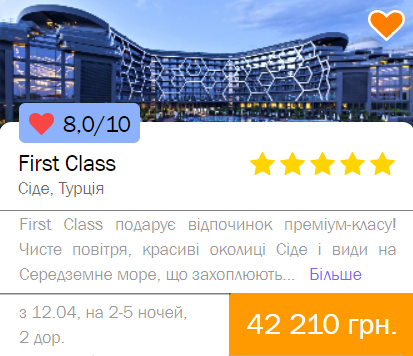 8,0/10
First Class
Сіде, Турція
First Class подарує відпочинок преміум-класу!
Чисте повітря, красиві околиці Сіде і види на
Середземне море, що захоплюють... Більше
з 12.04, на 2-5 ночей,
2 дор.
42 210 грн.